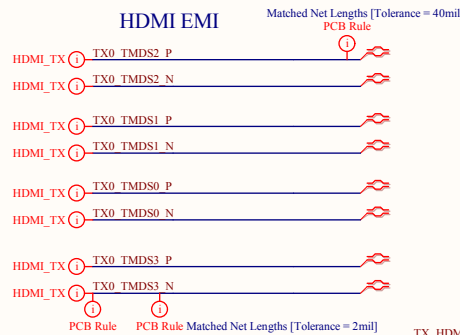 HDMI EMI
Matched Net Lengths [Tolerance = 40mil
PCB Rule
i
HDMI_TX i TX0_TMDS2_P
HDMI_TX i TX0_TMDS2_N
HDMI_TX i TX0_TMDS1_P
HDMI_TX i TX0_TMDS1_N
HDMI_TX i TX0_TMDS0_P
HDMI_TX i TX0_TMDS0_N
HDMI_TX i TX0_TMDS3_P
HDMI_TX i TX0_TMDS3_N
i i
PCB Rule PCB Rule Matched Net Lengths [Tolerance = 2mil]
TX_HDM